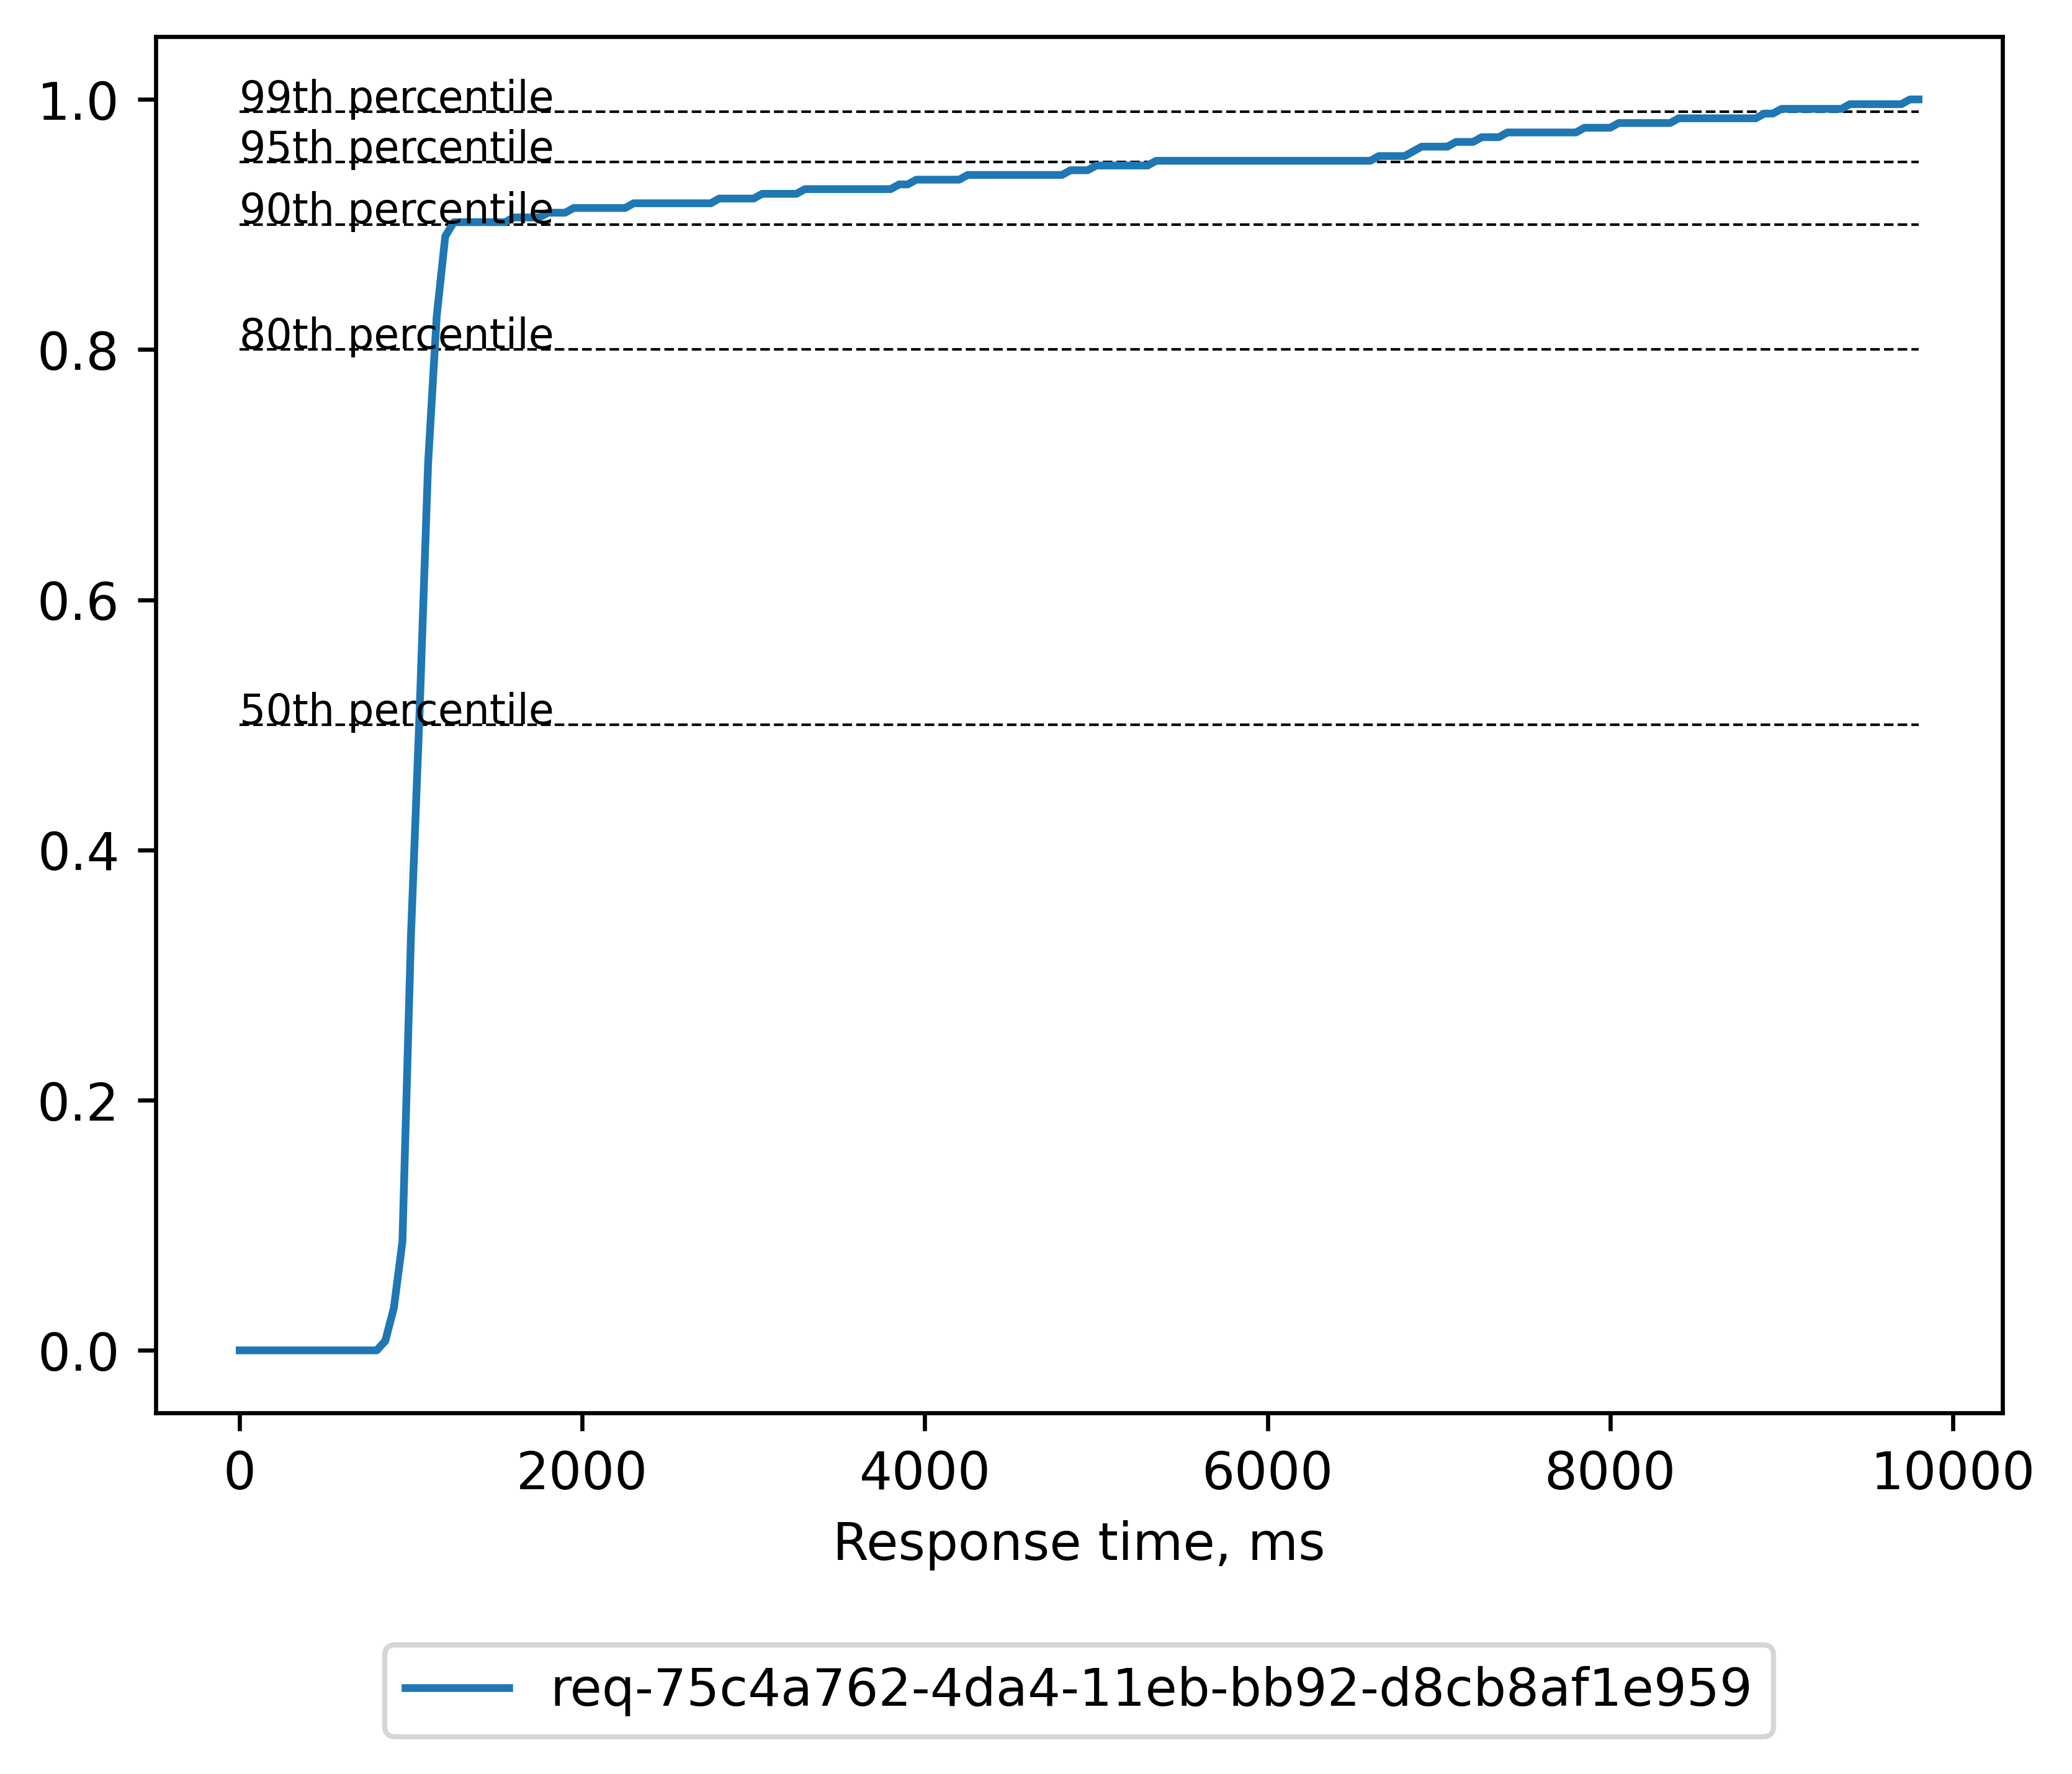 99th percentile
1.0
95th percentile
90th percentile
80th percentile
0.8
0.6
50th percentile
0.4
0.2
0.0
0 2000 4000 6000 8000 10000
Response time, ms
req-75c4a762-4da4-11eb-bb92-d8cb8af1e959